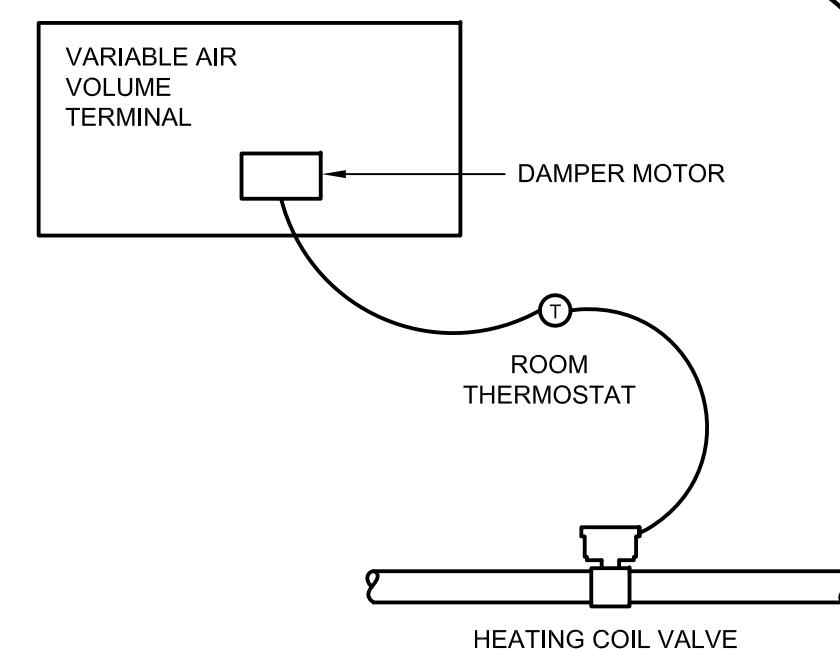 VARIABLE AIR
VOLUME
TERMINAL
DAMPER MOTOR
T
ROOM
THERMOSTAT
HEATING COIL VALVE